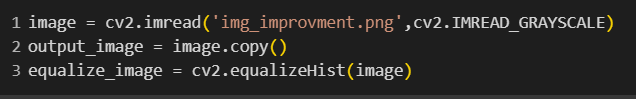 1 image = cv2.imread('img_improvment.png',cv2.IMREAD_GRAYSCALE)
2 output_image = image.copy()
3 equalize_image = cv2.equalizeHist(image)